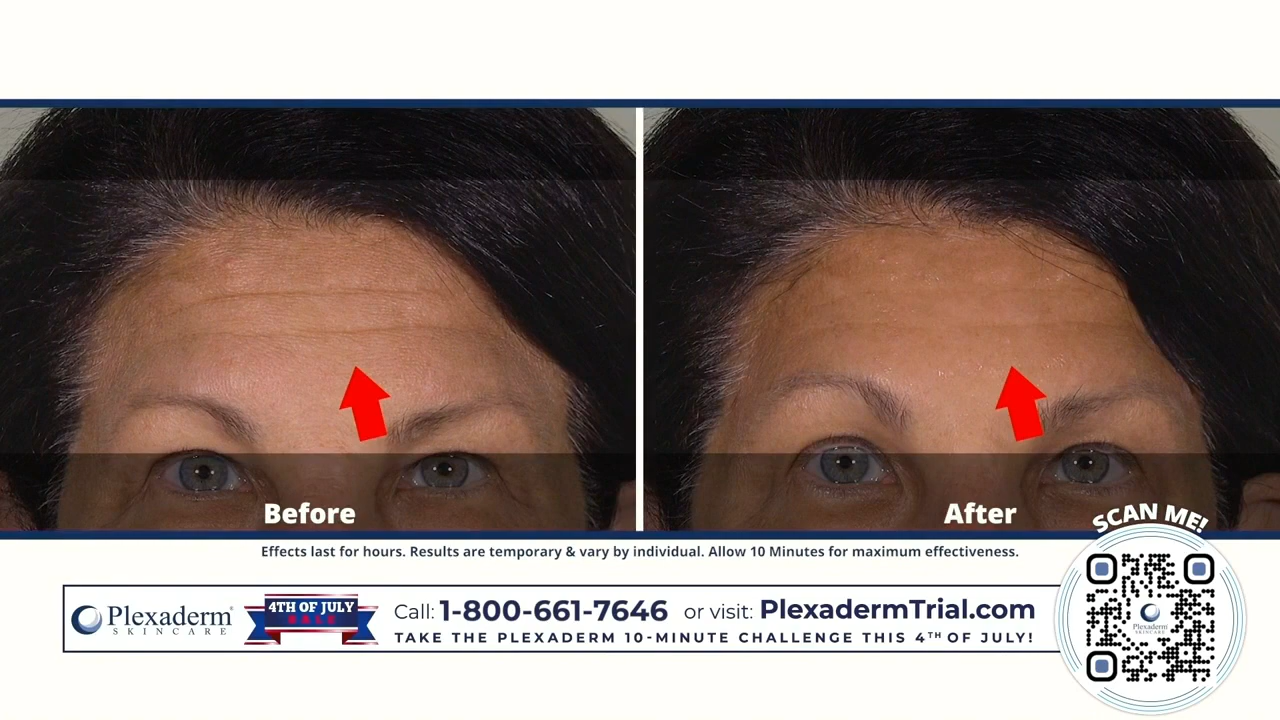 Before
After
SCAN ME!
Effects last for hours. Results are temporary & vary by individual. Allow 10 Minutes for maximum effectiveness.
Plexaderm®
SKINCARE
4TH OF JULY
SALE
Call: 1-800-661-7646 or visit: PlexadermTrial.com
TAKE THE PLEXADERM 10-MINUTE CHALLENGE THIS 4TH OF JULY!
Plexaderm
SKINCARE